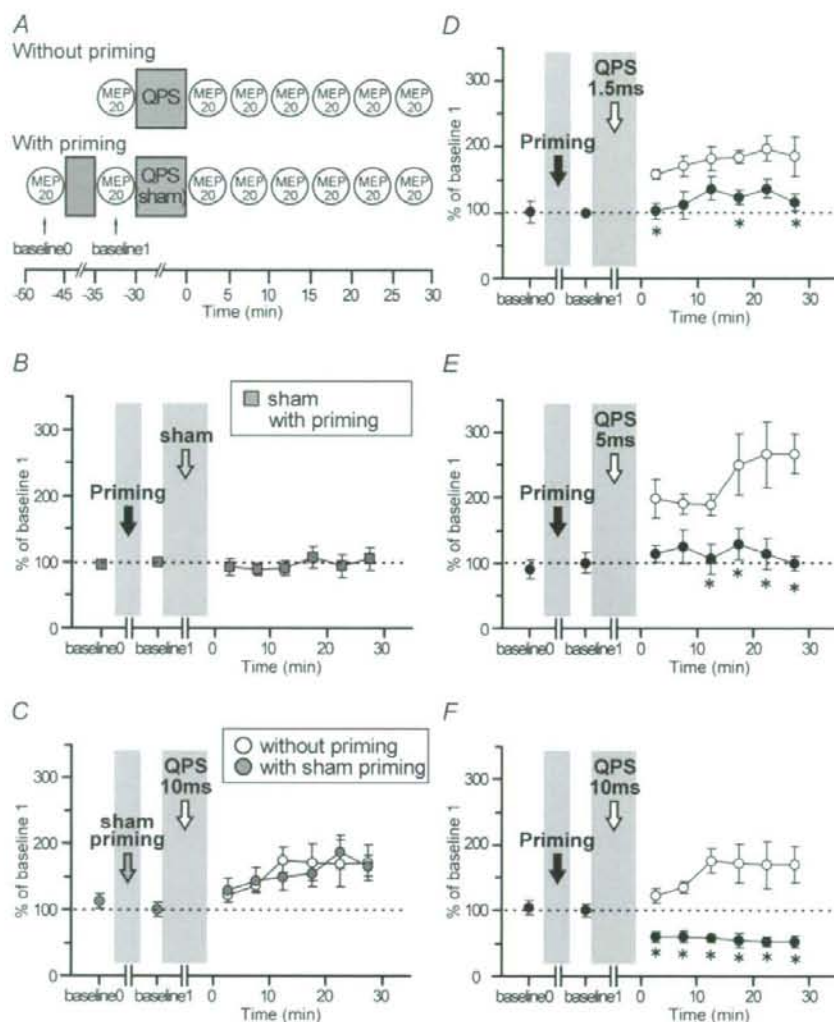 A
Without priming
MEP 20 QPS MEP 20 MEP 20 MEP 20 MEP 20 MEP 20 MEP 20
With priming
MEP 20 MEP 20 QPS sham MEP 20 MEP 20 MEP 20 MEP 20 MEP 20 MEP 20
baseline0 baseline1
-50 -45 -35 -30 0 5 10 15 20 25 30
Time (min)
B
sham
with priming
% of baseline 1
300
200
100
0
Priming
sham
baseline0 baseline1 0 10 20 30
Time (min)
C
without priming
with sham priming
% of baseline 1
300
200
100
0
sham
priming
QPS
10ms
baseline0 baseline1 0 10 20 30
Time (min)
D
% of baseline 1
300
200
100
0
Priming
QPS
1.5ms
* * *
baseline0 baseline1 0 10 20 30
Time (min)
E
% of baseline 1
300
200
100
0
Priming
QPS
5ms
* * * *
baseline0 baseline1 0 10 20 30
Time (min)
F
% of baseline 1
300
200
100
0
Priming
QPS
10ms
* * * * * *
baseline0 baseline1 0 10 20 30
Time (min)